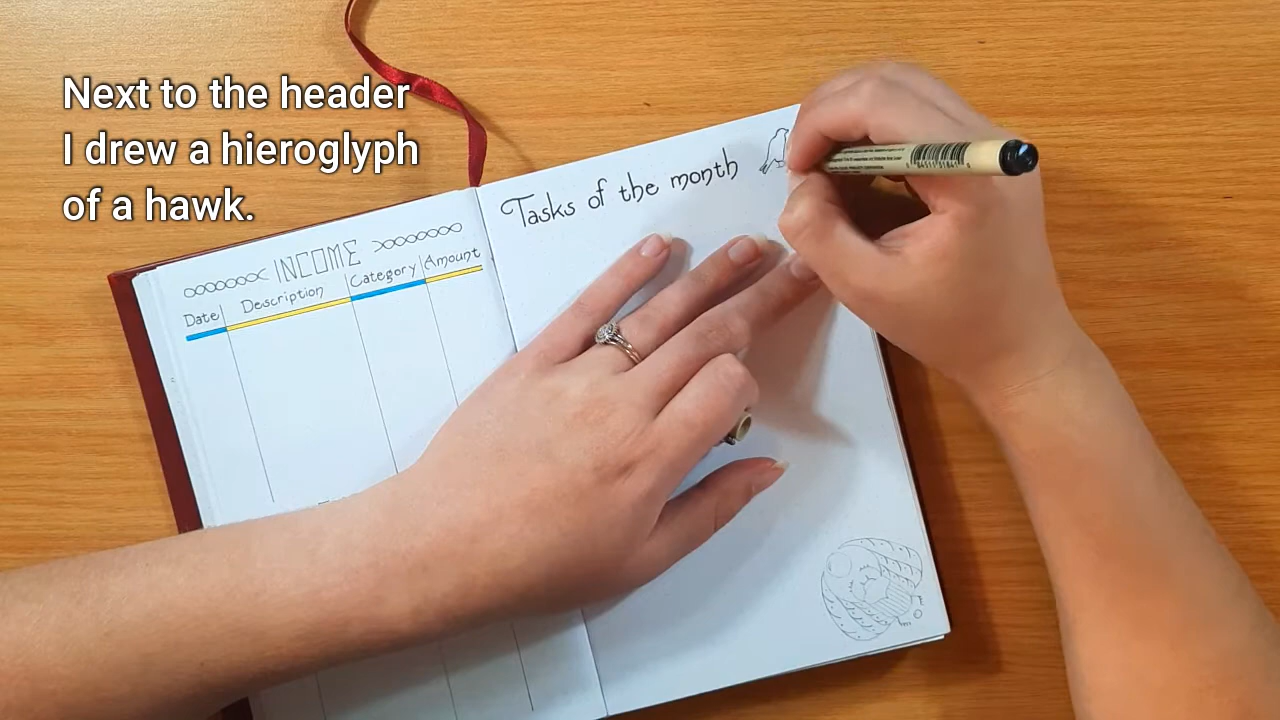 Next to the header
I drew a hieroglyph
of a hawk.
Tasks of the month
INCOME
Date Description Category Amount